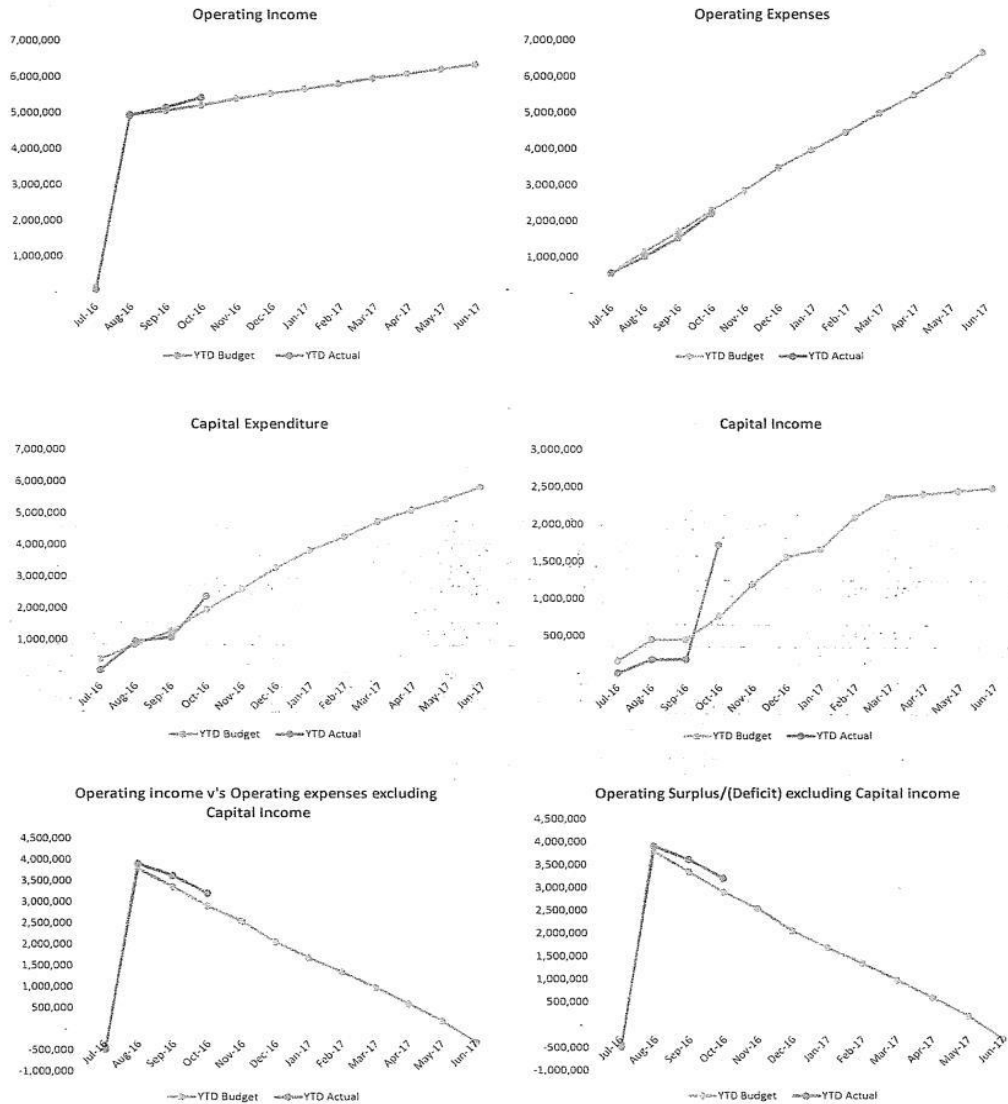 Operating Income
7,000,000
6,000,000
5,000,000
4,000,000
3,000,000
2,000,000
1,000,000
-
Jul-16 Aug-16 Sep-16 Oct-16 Nov-16 Dec-16 Jan-17 Feb-17 Mar-17 Apr-17 May-17 Jun-17
YTD Budget YTD Actual
Operating Expenses
7,000,000
6,000,000
5,000,000
4,000,000
3,000,000
2,000,000
1,000,000
-
Jul-16 Aug-16 Sep-16 Oct-16 Nov-16 Dec-16 Jan-17 Feb-17 Mar-17 Apr-17 May-17 Jun-17
YTD Budget YTD Actual
Capital Expenditure
7,000,000
6,000,000
5,000,000
4,000,000
3,000,000
2,000,000
1,000,000
-
Jul-16 Aug-16 Sep-16 Oct-16 Nov-16 Dec-16 Jan-17 Feb-17 Mar-17 Apr-17 May-17 Jun-17
YTD Budget YTD Actual
Capital Income
3,000,000
2,500,000
2,000,000
1,500,000
1,000,000
500,000
-
Jul-16 Aug-16 Sep-16 Oct-16 Nov-16 Dec-16 Jan-17 Feb-17 Mar-17 Apr-17 May-17 Jun-17
YTD Budget YTD Actual
Operating income v's Operating expenses excluding
Capital Income
4,500,000
4,000,000
3,500,000
3,000,000
2,500,000
2,000,000
1,500,000
1,000,000
500,000
-
-500,000
-1,000,000
Jul-16 Aug-16 Sep-16 Oct-16 Nov-16 Dec-16 Jan-17 Feb-17 Mar-17 Apr-17 May-17 Jun-17
YTD Budget YTD Actual
Operating Surplus/(Deficit) excluding Capital income
4,500,000
4,000,000
3,500,000
3,000,000
2,500,000
2,000,000
1,500,000
1,000,000
500,000
-
-500,000
-1,000,000
Jul-16 Aug-16 Sep-16 Oct-16 Nov-16 Dec-16 Jan-17 Feb-17 Mar-17 Apr-17 May-17 Jun-17
YTD Budget YTD Actual